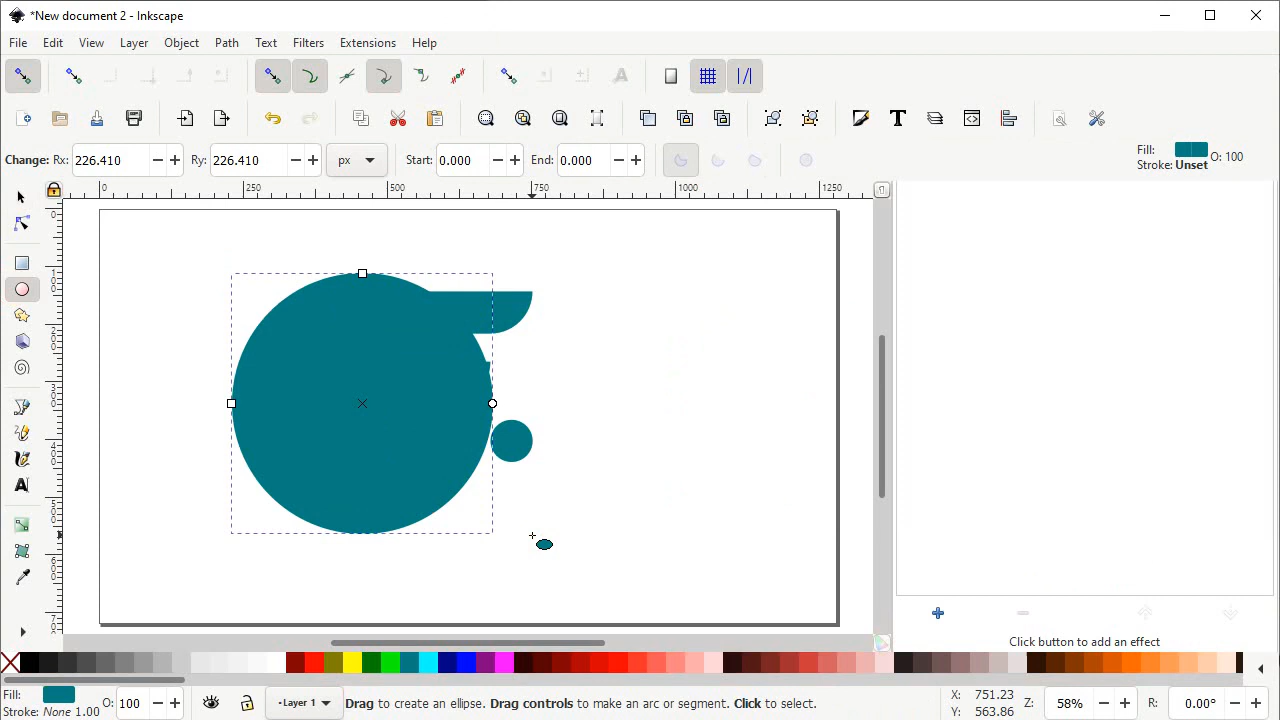 *New document 2 - Inkscape
File Edit View Layer Object Path Text Filters Extensions Help
Change: Rx: 226.410 Ry: 226.410 px Start: 0.000 End: 0.000 Fill: Stroke: Unset O: 100
0 250 500 750 1000 1250
Click button to add an effect
Fill: Stroke: None 1.00 O: 100 Layer 1 Drag to create an ellipse. Drag controls to make an arc or segment. Click to select. X: 751.23 Y: 563.86 Z: 58% R: 0.00°